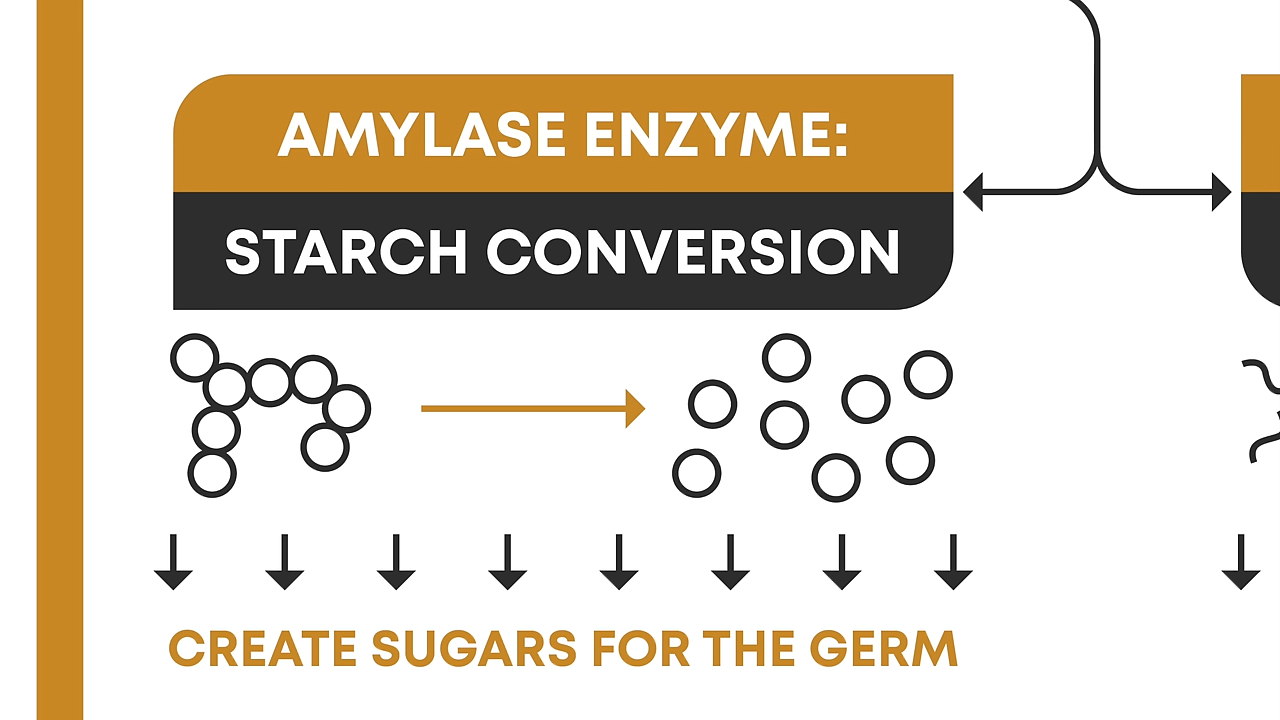 AMYLASE ENZYME:
STARCH CONVERSION
CREATE SUGARS FOR THE GERM